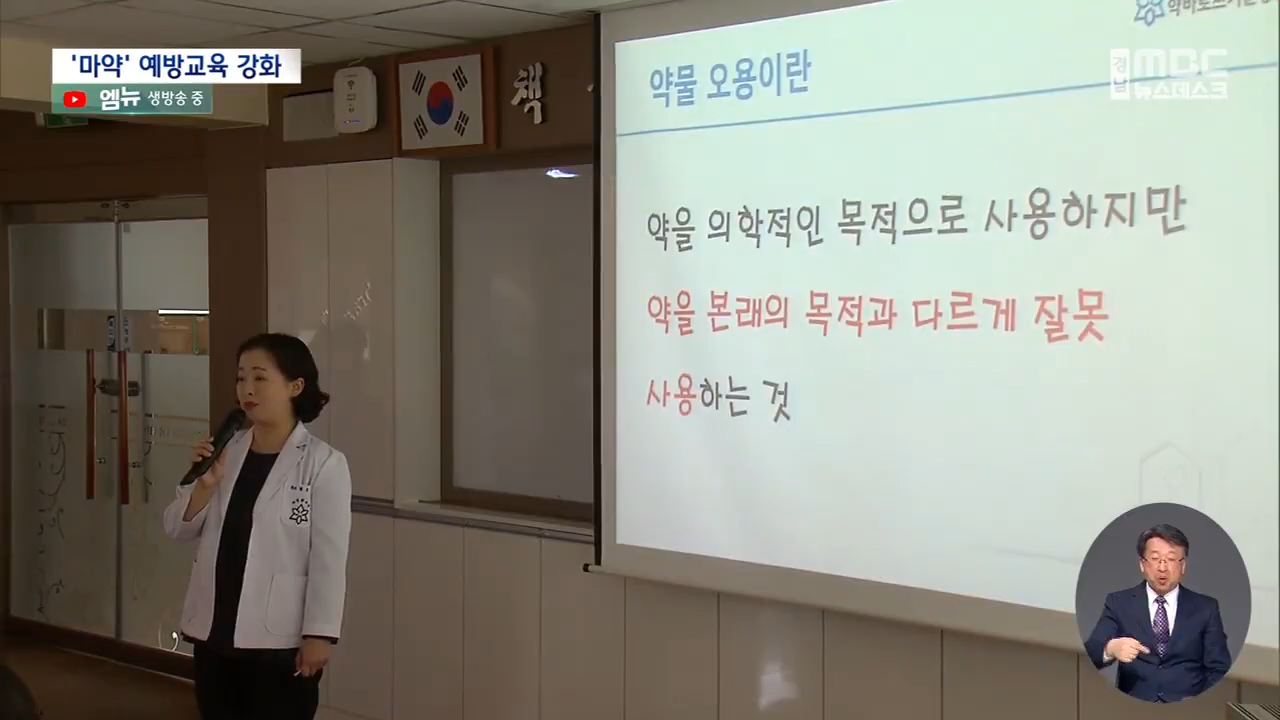 '마약' 예방교육 강화
엠뉴 생방송 중
책
경남 MBC
뉴스데스크
약물 오용이란
약을 의학적인 목적으로 사용하지만
약을 본래의 목적과 다르게 잘못
사용하는 것